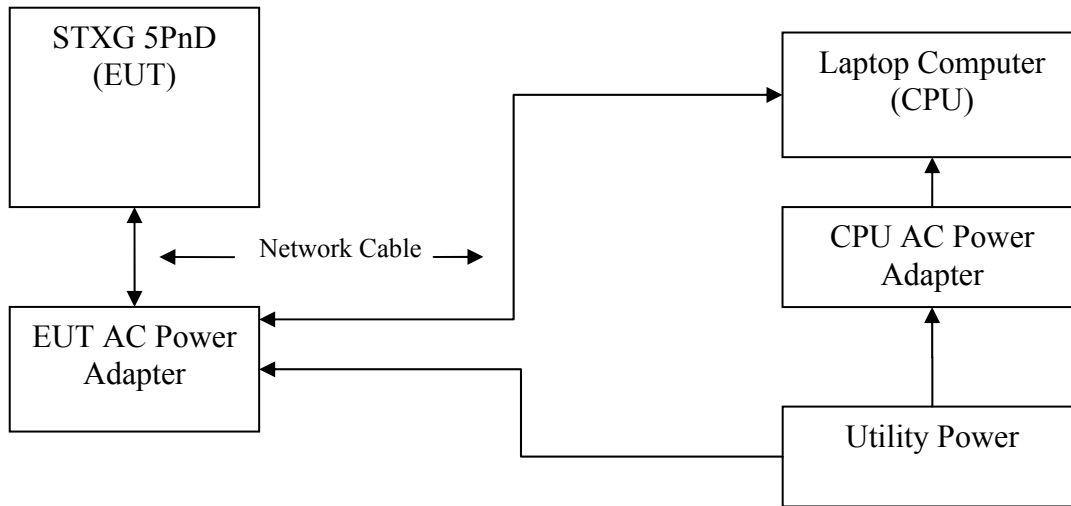 STXG 5PnD
(EUT)
Laptop Computer
(CPU)
Network Cable
CPU AC Power
Adapter
EUT AC Power
Adapter
Utility Power